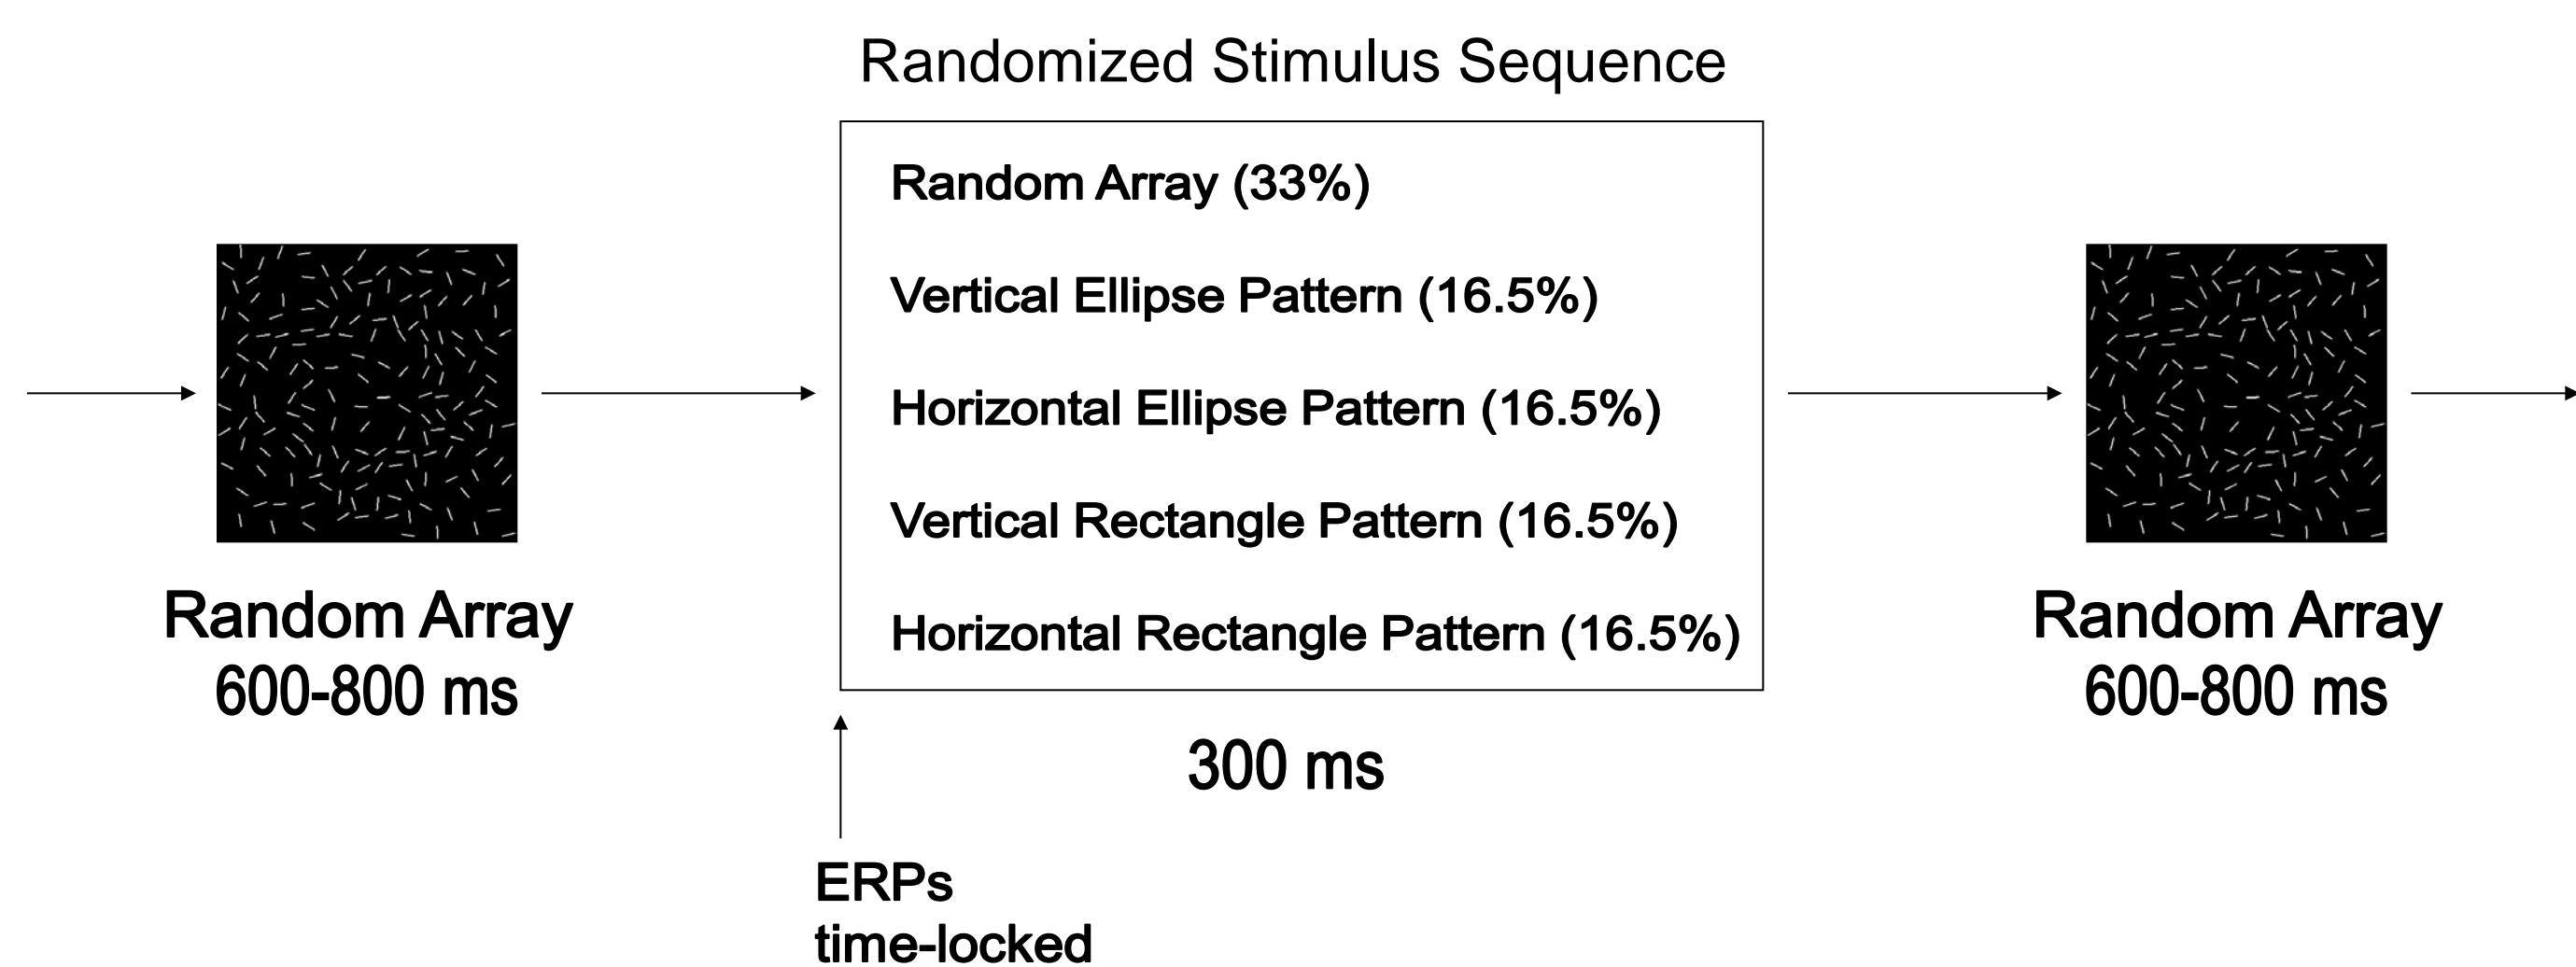 Randomized Stimulus Sequence
Random Array (33%)
Vertical Ellipse Pattern (16.5%)
Horizontal Ellipse Pattern (16.5%)
Vertical Rectangle Pattern (16.5%)
Horizontal Rectangle Pattern (16.5%)
Random Array
600-800 ms
300 ms
ERPs
time-locked
Random Array
600-800 ms